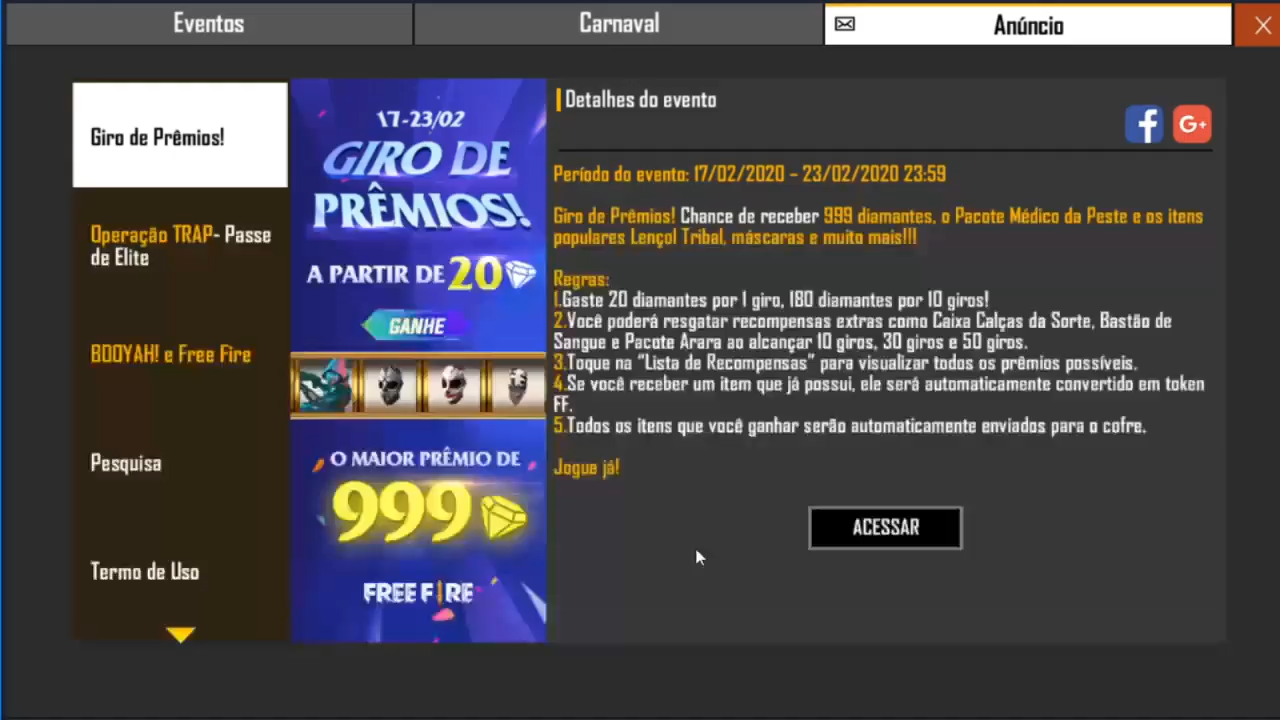 Eventos
Carnaval
Anúncio
Giro de Prêmios!
Operação TRAP- Passe
de Elite
BOOYAH! e Free Fire
Pesquisa
Termo de Uso
17-23/02
GIRO DE
PRÊMIOS!
A PARTIR DE 20
GANHE
O MAIOR PRÊMIO DE
999
FREE FIRE
Detalhes do evento
f
G+
Período do evento: 17/02/2020 - 23/02/2020 23:59
Giro de Prêmios! Chance de receber 999 diamantes, o Pacote Médico da Peste e os itens
populares Lençol Tribal, máscaras e muito mais!!!
Regras:
1.Gaste 20 diamantes por 1 giro, 180 diamantes por 10 giros!
2.Você poderá resgatar recompensas extras como Caixa Calças da Sorte, Bastão de
Sangue e Pacote Arara ao alcançar 10 giros, 30 giros e 50 giros.
3.Toque na “Lista de Recompensas” para visualizar todos os prêmios possíveis.
4.Se você receber um item que já possui, ele será automaticamente convertido em token
FF.
5.Todos os itens que você ganhar serão automaticamente enviados para o cofre.
Jogue já!
ACESSAR